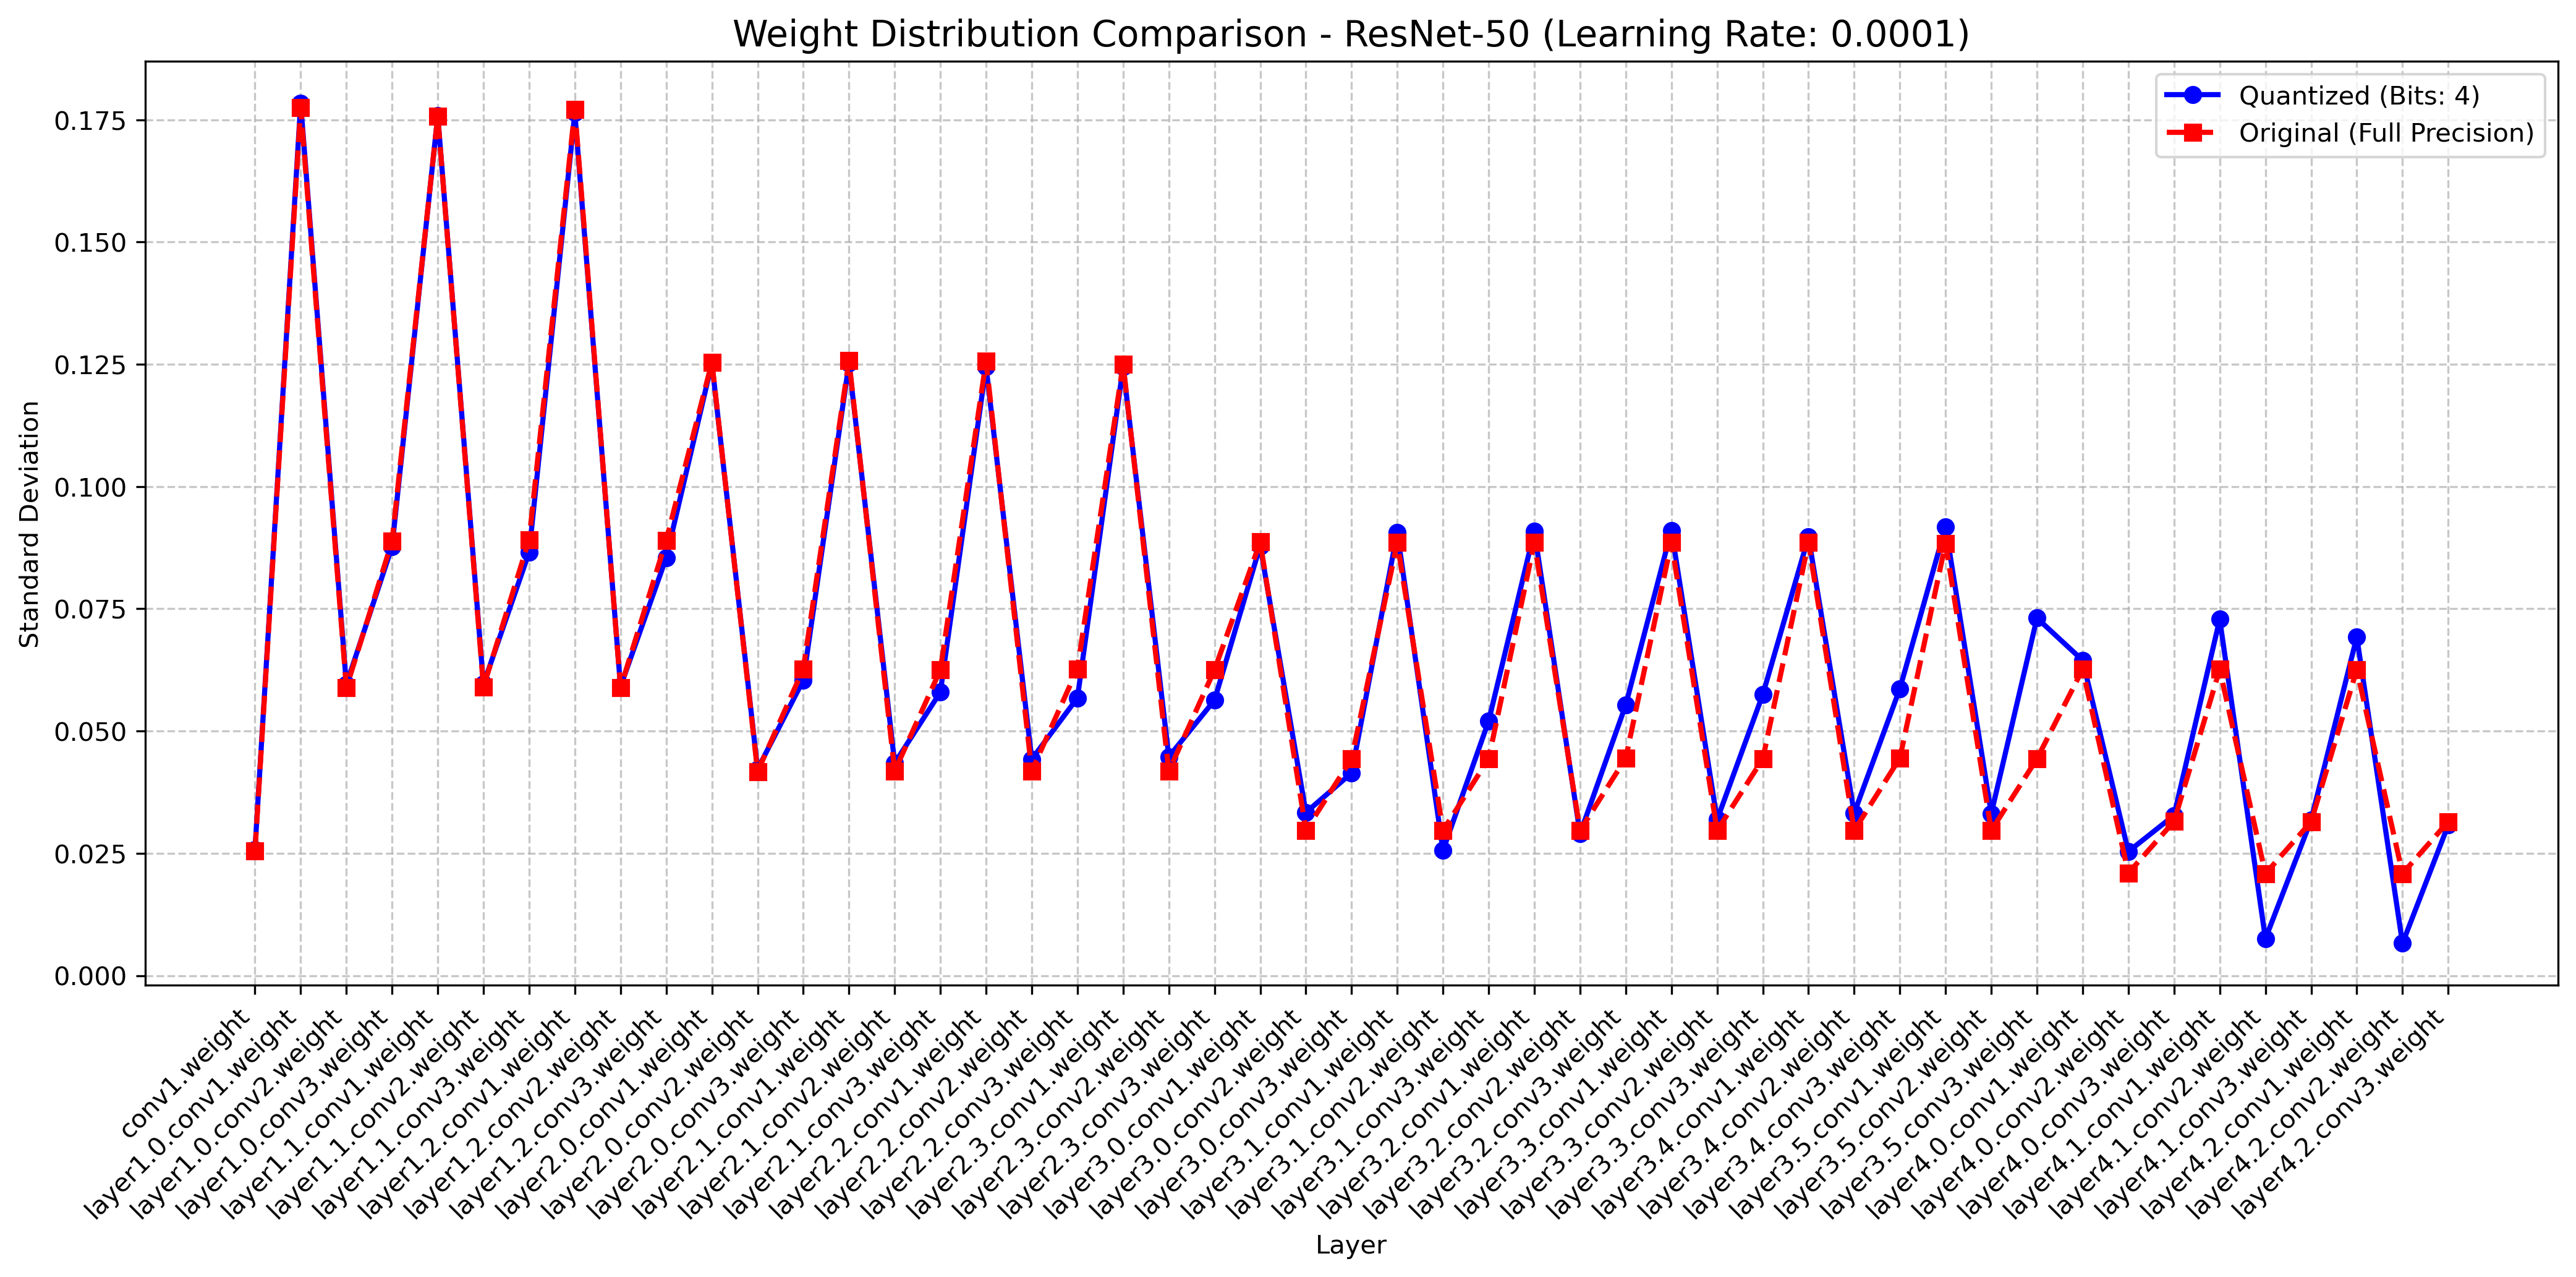 Weight Distribution Comparison - ResNet-50 (Learning Rate: 0.0001)
Quantized (Bits: 4)
Original (Full Precision)
Standard Deviation
0.175
0.150
0.125
0.100
0.075
0.050
0.025
0.000
conv1.weight
layer1.0.conv1.weight
layer1.0.conv2.weight
layer1.0.conv3.weight
layer1.1.conv1.weight
layer1.1.conv2.weight
layer1.1.conv3.weight
layer1.2.conv1.weight
layer1.2.conv2.weight
layer1.2.conv3.weight
layer2.0.conv1.weight
layer2.0.conv2.weight
layer2.0.conv3.weight
layer2.1.conv1.weight
layer2.1.conv2.weight
layer2.1.conv3.weight
layer2.2.conv1.weight
layer2.2.conv2.weight
layer2.2.conv3.weight
layer2.3.conv1.weight
layer2.3.conv2.weight
layer2.3.conv3.weight
layer3.0.conv1.weight
layer3.0.conv2.weight
layer3.0.conv3.weight
layer3.1.conv1.weight
layer3.1.conv2.weight
layer3.1.conv3.weight
layer3.2.conv1.weight
layer3.2.conv2.weight
layer3.2.conv3.weight
layer3.3.conv1.weight
layer3.3.conv2.weight
layer3.3.conv3.weight
layer3.4.conv1.weight
layer3.4.conv2.weight
layer3.4.conv3.weight
layer3.5.conv1.weight
layer3.5.conv2.weight
layer3.5.conv3.weight
layer4.0.conv1.weight
layer4.0.conv2.weight
layer4.0.conv3.weight
layer4.1.conv1.weight
layer4.1.conv2.weight
layer4.1.conv3.weight
layer4.2.conv1.weight
layer4.2.conv2.weight
layer4.2.conv3.weight
Layer